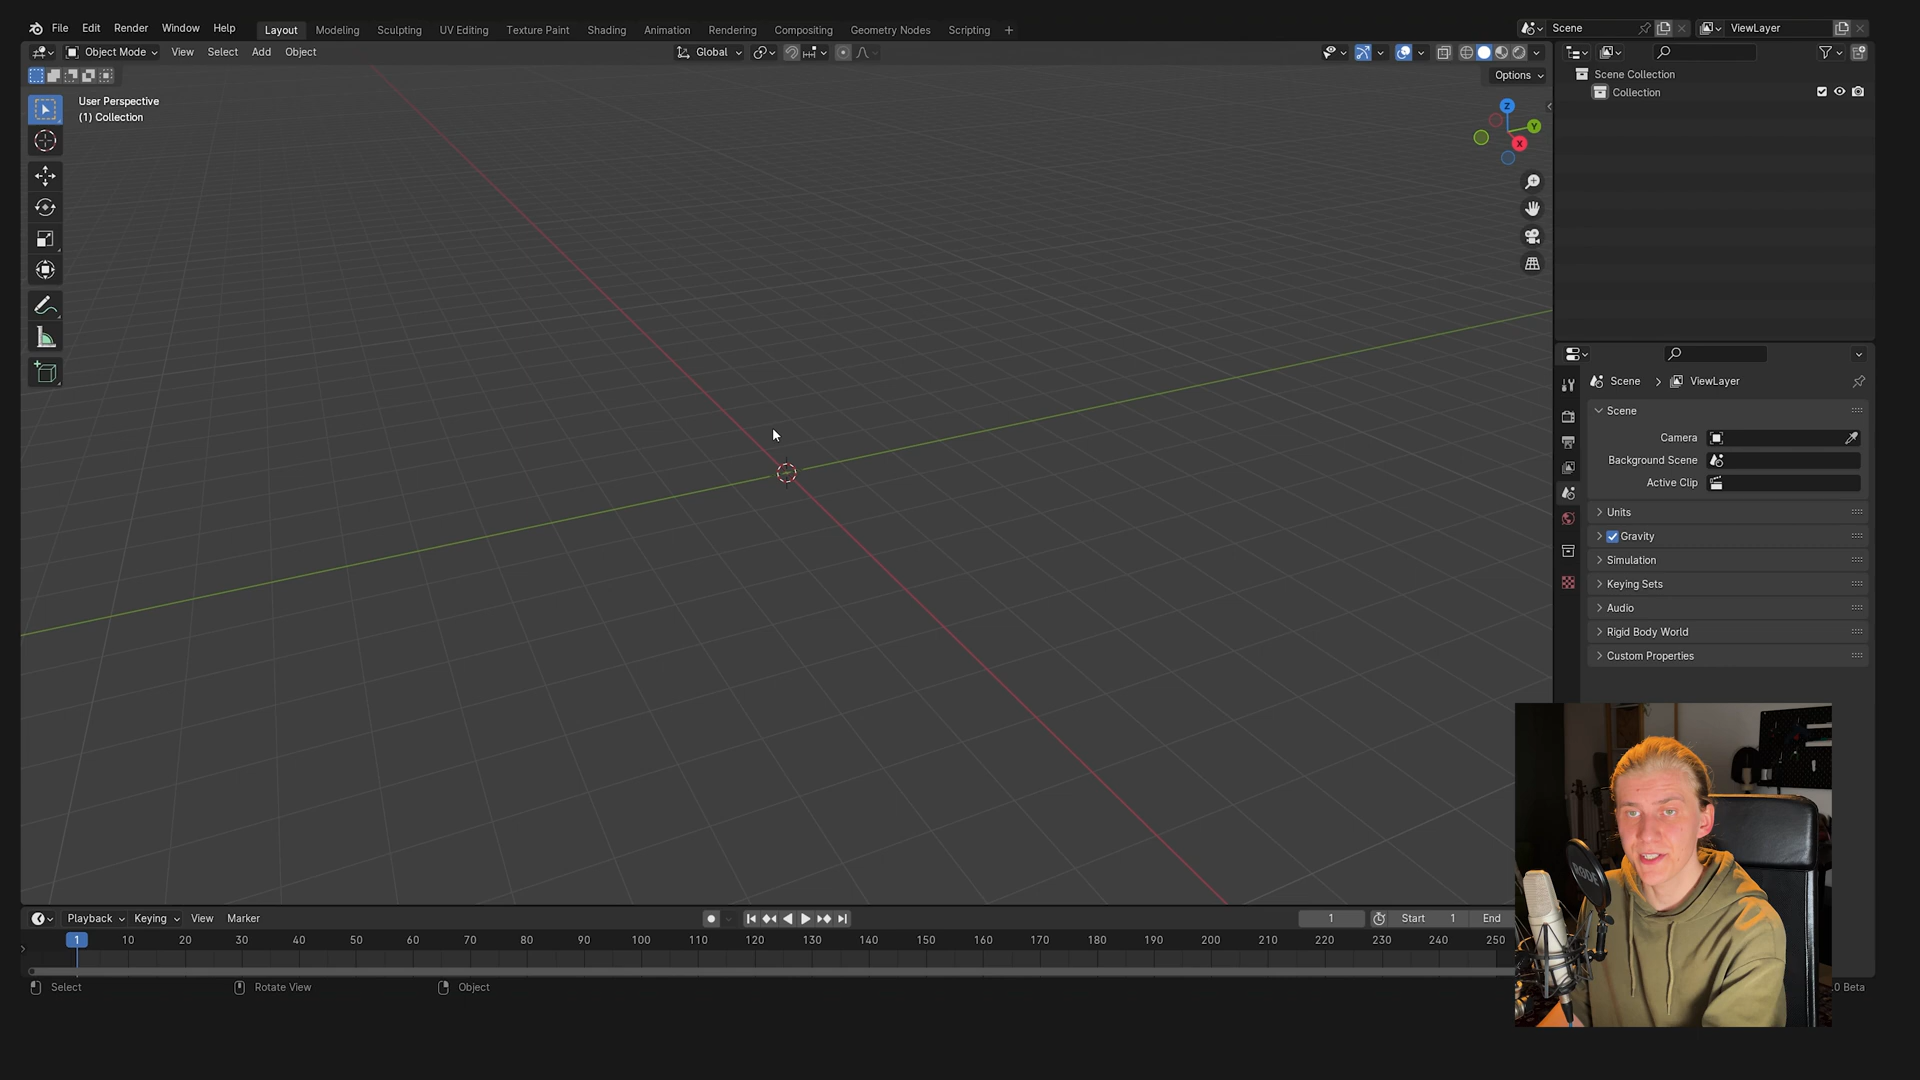 File Edit Render Window Help Layout Modeling Sculpting UV Editing Texture Paint Shading Animation Rendering Compositing Geometry Nodes Scripting + Scene ViewLayer
Object Mode View Select Add Object Global
Options
Scene Collection
Collection
User Perspective
(1) Collection
Z
Y
X
Scene > ViewLayer
Scene
Camera
Background Scene
Active Clip
Units
Gravity
Simulation
Keying Sets
Audio
Rigid Body World
Custom Properties
RØDE
Playback Keying View Marker 1 Start 1 End
1 10 20 30 40 50 60 70 80 90 100 110 120 130 140 150 160 170 180 190 200 210 220 230 240 250
Select Rotate View Object .0 Beta